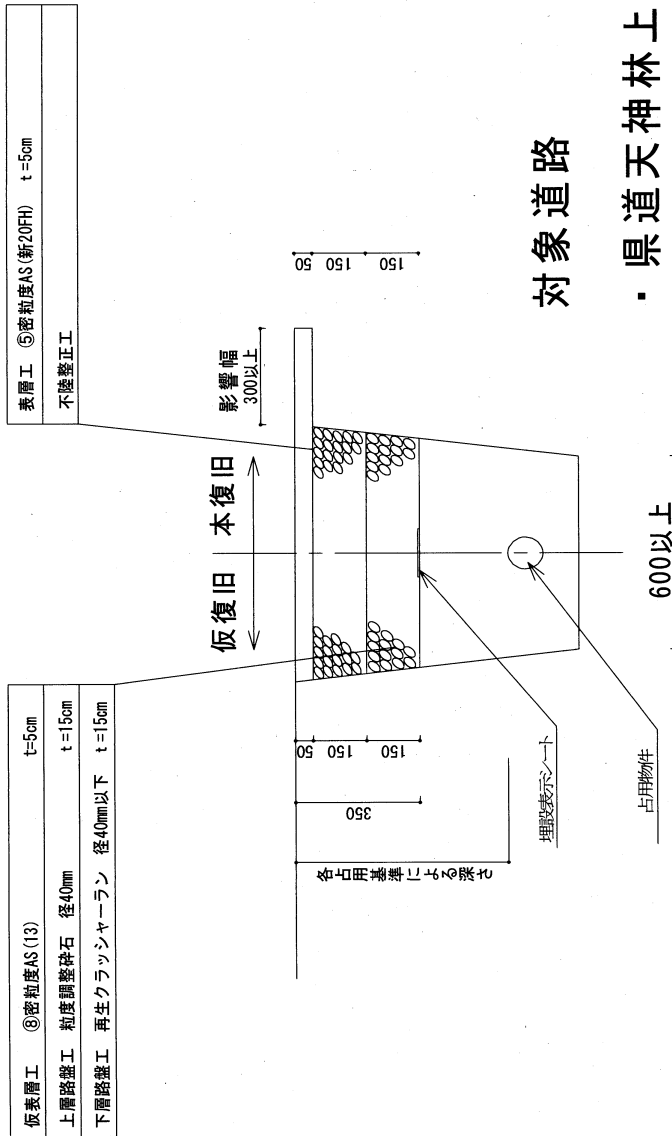 仮表層工　⑧密粒度AS(13)　t=5cm
上層路盤工　粒度調整砕石　径40mm　t=15cm
下層路盤工　再生クラッシャーラン　径40mm以下　t=15cm
表層工　⑤密粒度AS(新20FH)　t=5cm
不陸整正工
仮復旧　本復旧
影響幅
300以上
50
150
150
350
50
150
150
各占用基準による深さ
埋設表示シート
占用物件
600以上
対象道路
・県道天神林上